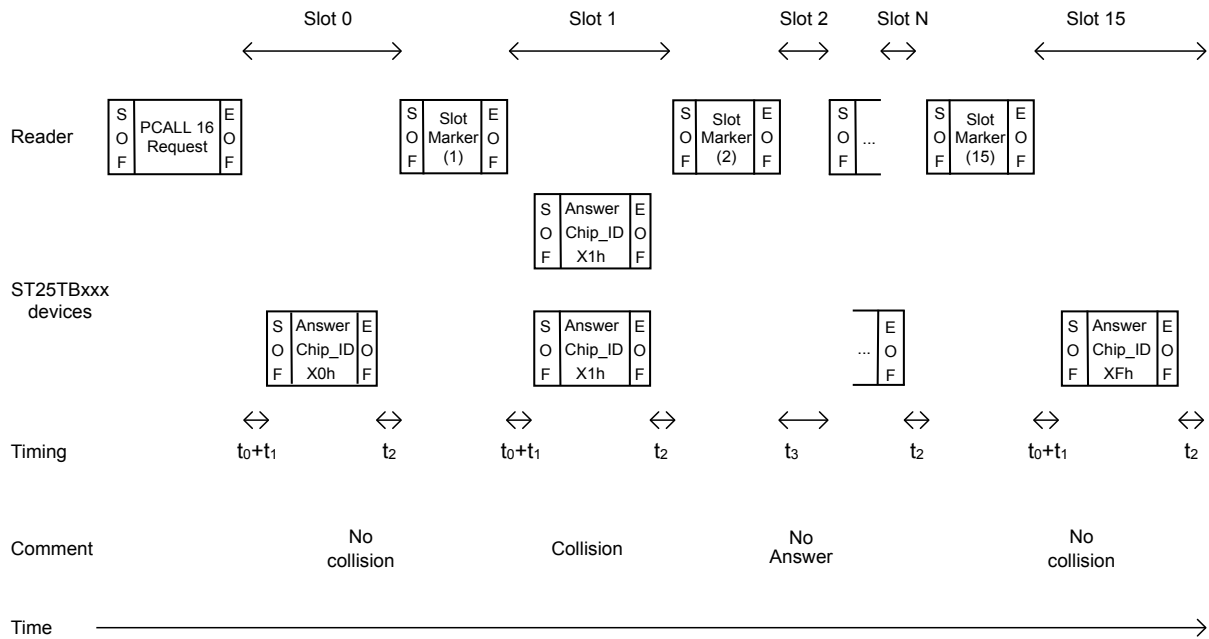 Slot 0 Slot 1 Slot 2 Slot N Slot 15
Reader
S O F PCALL 16 Request E O F
S O F Slot Marker (1) E O F
S O F Slot Marker (2) E O F
S O F ...
S O F Slot Marker (15) E O F
S O F Answer Chip_ID X1h E O F
ST25TBxxx
devices
S O F Answer Chip_ID X0h E O F
S O F Answer Chip_ID X1h E O F
... E O F
S O F Answer Chip_ID XFh E O F
Timing t0+t1 t2 t0+t1 t2 t3 t2 t0+t1 t2
Comment
No
collision
Collision
No
Answer
No
collision
Time